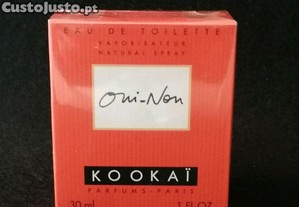 CustoJusto.pt
EAU DE TOILETTE
VAPORISATEUR
NATURAL SPRAY
Oui-Non
KOOKAÏ
PARFUMS-PARIS
30 ml 1 FL OZ